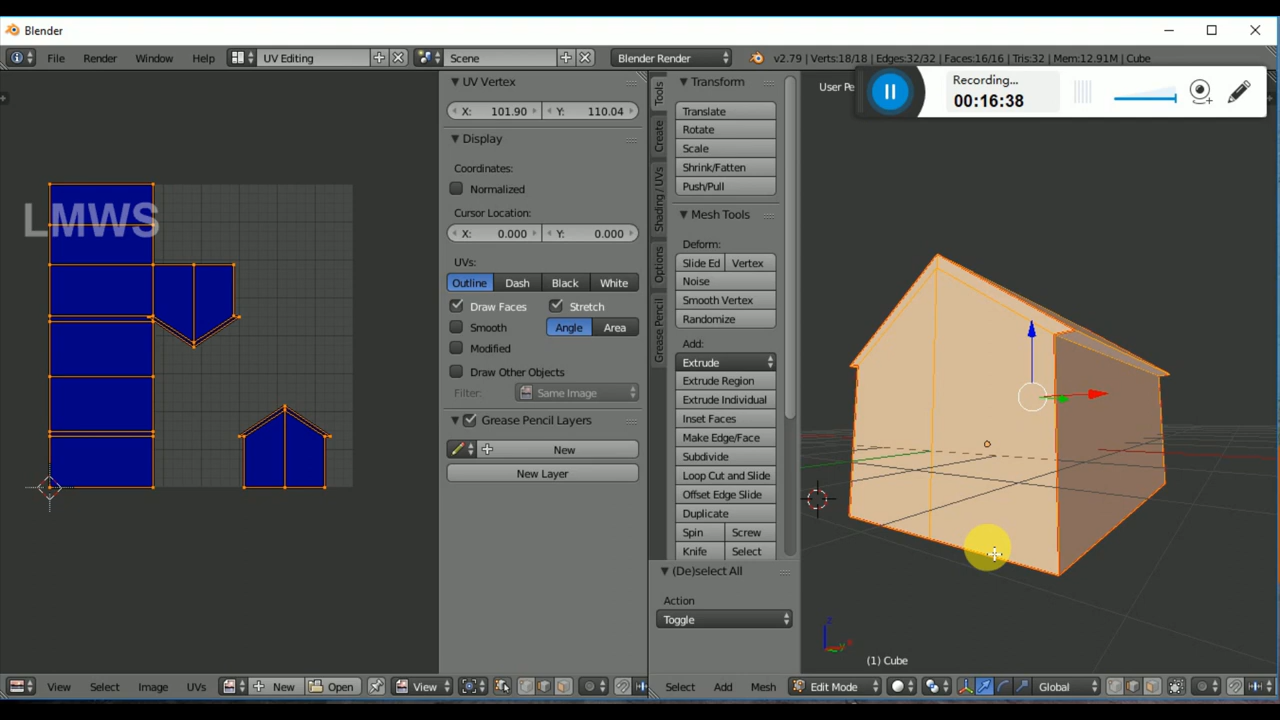 Blender
File Render Window Help UV Editing Scene Blender Render v2.79 | Verts:18/18 | Edges:32/32 | Faces:16/16 | Tris:32 | Mem:12.91M | Cube
Recording...
00:16:38
User Pe
LMWS
UV Vertex
X: 101.90 Y: 110.04
Display
Coordinates:
Normalized
Cursor Location:
X: 0.000 Y: 0.000
UVs:
Outline Dash Black White
Draw Faces Stretch
Smooth Angle Area
Modified
Draw Other Objects
Filter: Same Image
Grease Pencil Layers
New
New Layer
Tools
Create
Shading / UVs
Options
Grease Pencil
Transform
Translate
Rotate
Scale
Shrink/Fatten
Push/Pull
Mesh Tools
Deform:
Slide Ed Vertex
Noise
Smooth Vertex
Randomize
Add:
Extrude
Extrude Region
Extrude Individual
Inset Faces
Make Edge/Face
Subdivide
Loop Cut and Slide
Offset Edge Slide
Duplicate
Spin Screw
Knife Select
(De)select All
Action
Toggle
(1) Cube
View Select Image UVs New Open View
Select Add Mesh Edit Mode Global